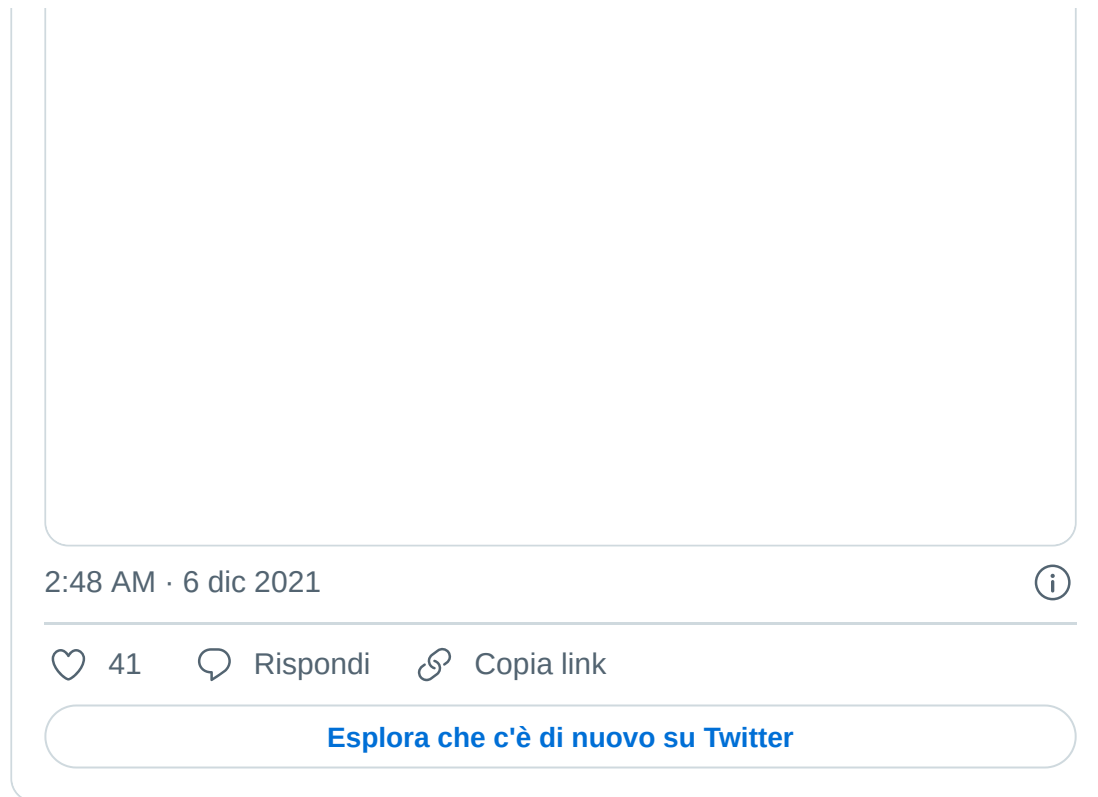 2:48 AM · 6 dic 2021
41 Rispondi Copia link
Esplora che c'è di nuovo su Twitter